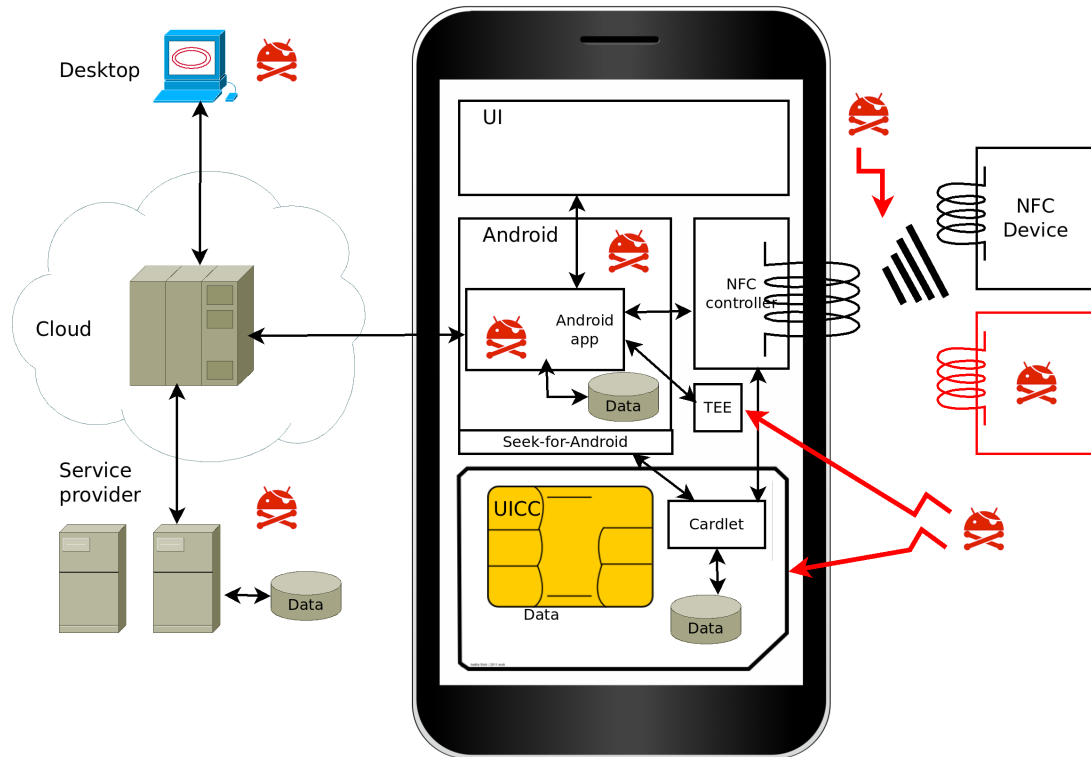 Desktop
UI
NFC
Device
Android
NFC
controller
Cloud
Android
app
Data
TEE
Seek-for-Android
Service
provider
UICC
Cardlet
Data
Data
Data